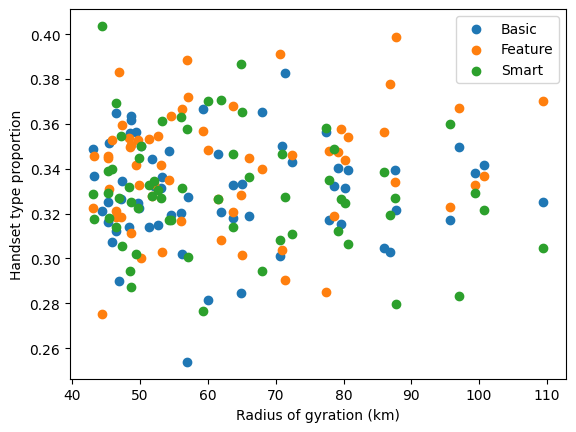 Basic
Feature
Smart
0.40
0.38
0.36
0.34
0.32
0.30
0.28
0.26
Handset type proportion
40 50 60 70 80 90 100 110
Radius of gyration (km)